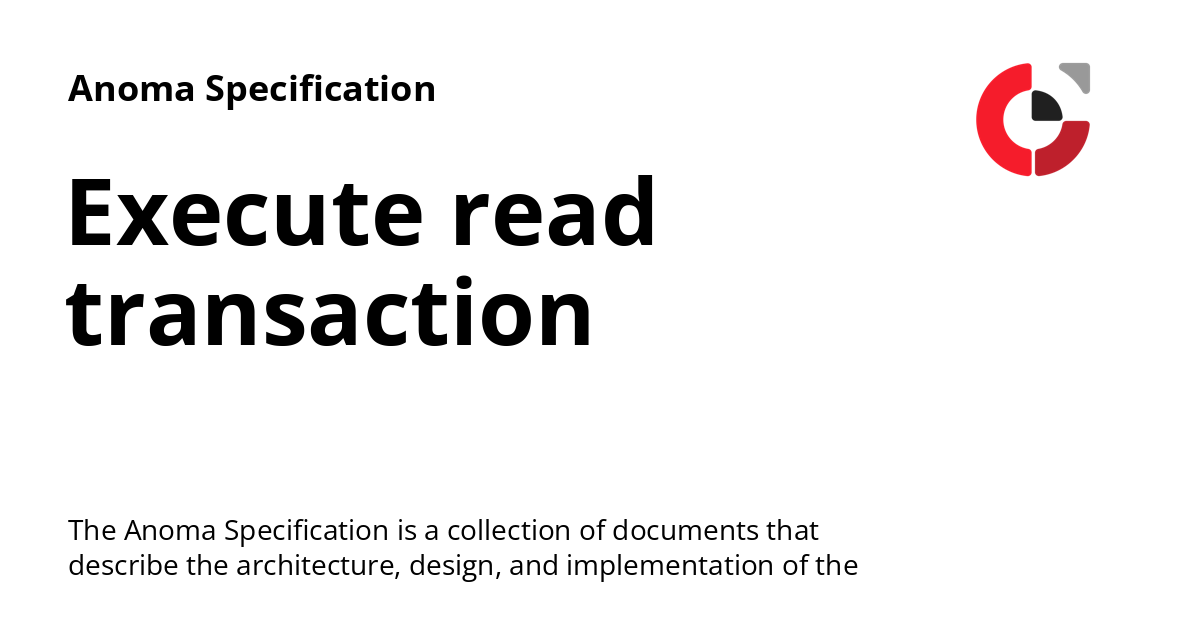 Anoma Specification
Execute read
transaction
The Anoma Specification is a collection of documents that
describe the architecture, design, and implementation of the